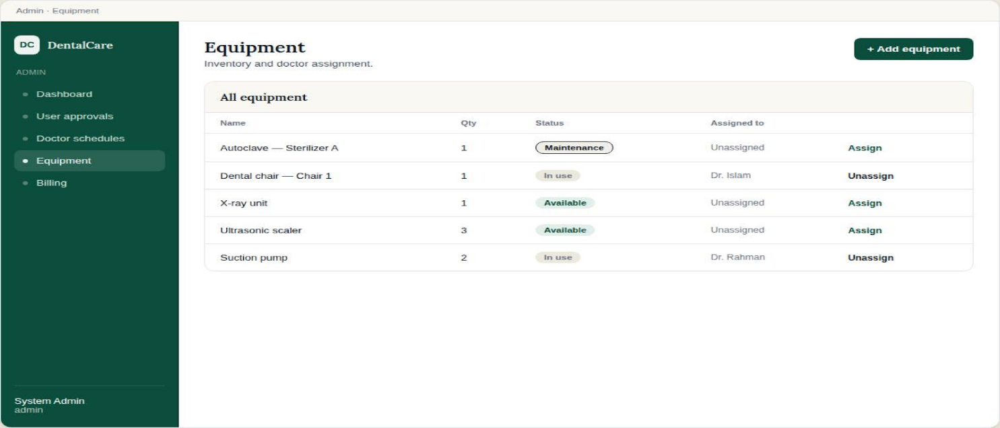 Admin · Equipment
DC DentalCare
ADMIN
Dashboard
User approvals
Doctor schedules
Equipment
Billing
System Admin
admin
Equipment
Inventory and doctor assignment.
+ Add equipment
All equipment
Name Qty Status Assigned to
Autoclave — Sterilizer A 1 Maintenance Unassigned Assign
Dental chair — Chair 1 1 In use Dr. Islam Unassign
X-ray unit 1 Available Unassigned Assign
Ultrasonic scaler 3 Available Unassigned Assign
Suction pump 2 In use Dr. Rahman Unassign